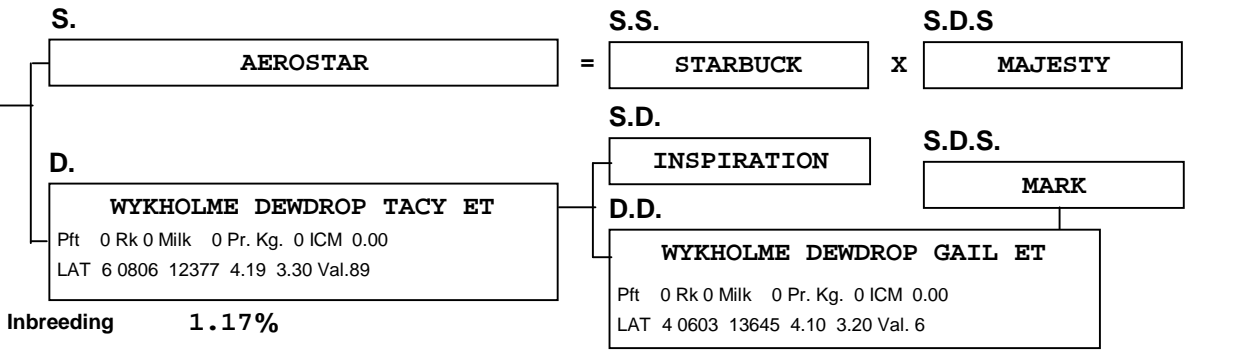 S.
AEROSTAR
=
S.S.
STARBUCK
X
S.D.S
MAJESTY
D.
WYKHOLME DEWDROP TACY ET
Pft 0 Rk 0 Milk 0 Pr. Kg. 0 ICM 0.00
LAT 6 0806 12377 4.19 3.30 Val.89
S.D.
INSPIRATION
S.D.S.
MARK
D.D.
WYKHOLME DEWDROP GAIL ET
Pft 0 Rk 0 Milk 0 Pr. Kg. 0 ICM 0.00
LAT 4 0603 13645 4.10 3.20 Val. 6
Inbreeding 1.17%